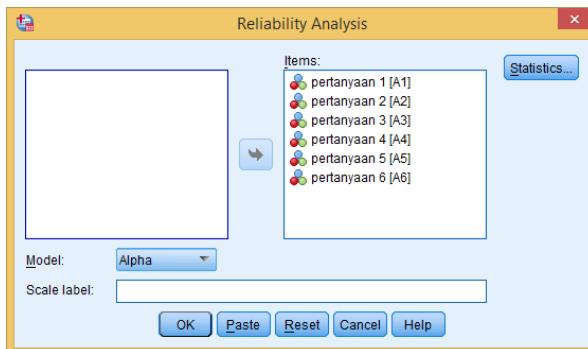 Reliability Analysis
Items:
Statistics...
pertanyaan 1 [A1]
pertanyaan 2 [A2]
pertanyaan 3 [A3]
pertanyaan 4 [A4]
pertanyaan 5 [A5]
pertanyaan 6 [A6]
Model: Alpha
Scale label:
OK Paste Reset Cancel Help